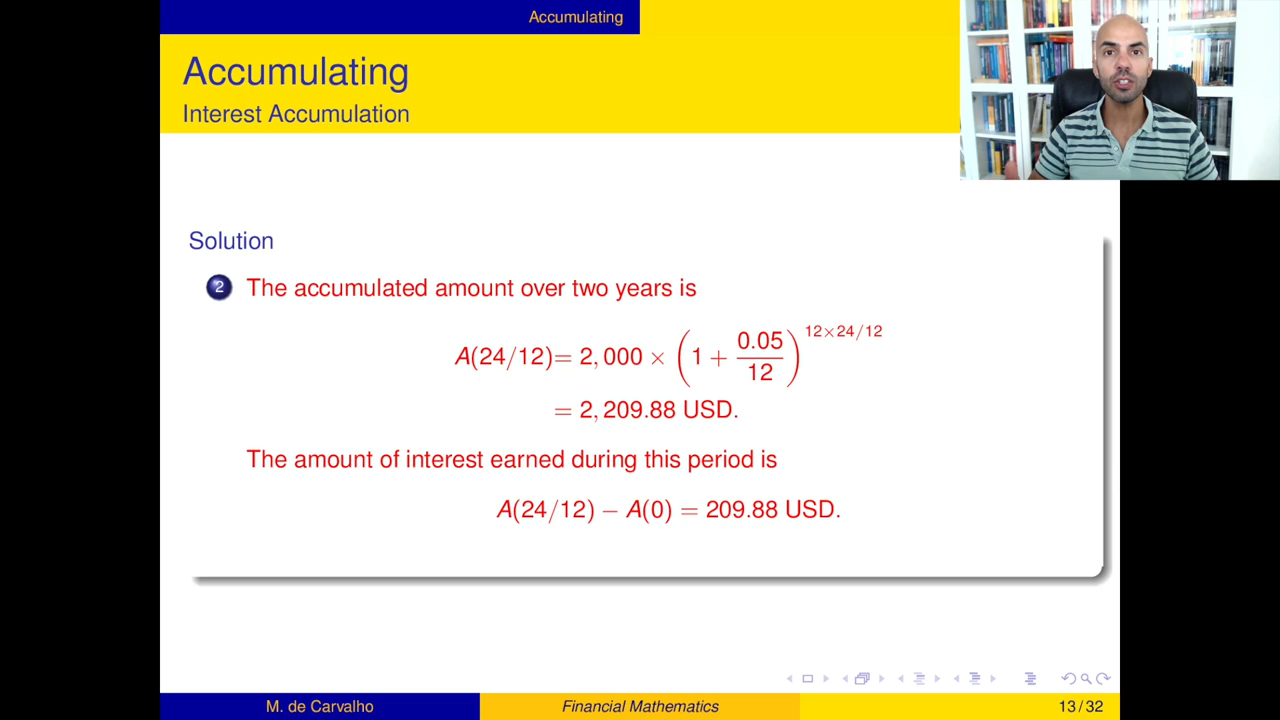 Accumulating
Accumulating
Interest Accumulation
Solution
2 The accumulated amount over two years is
A(24/12) = 2,000 × (1 + 0.05/12)^{12×24/12}
= 2,209.88 USD.
The amount of interest earned during this period is
A(24/12) − A(0) = 209.88 USD.
M. de Carvalho Financial Mathematics 13 / 32